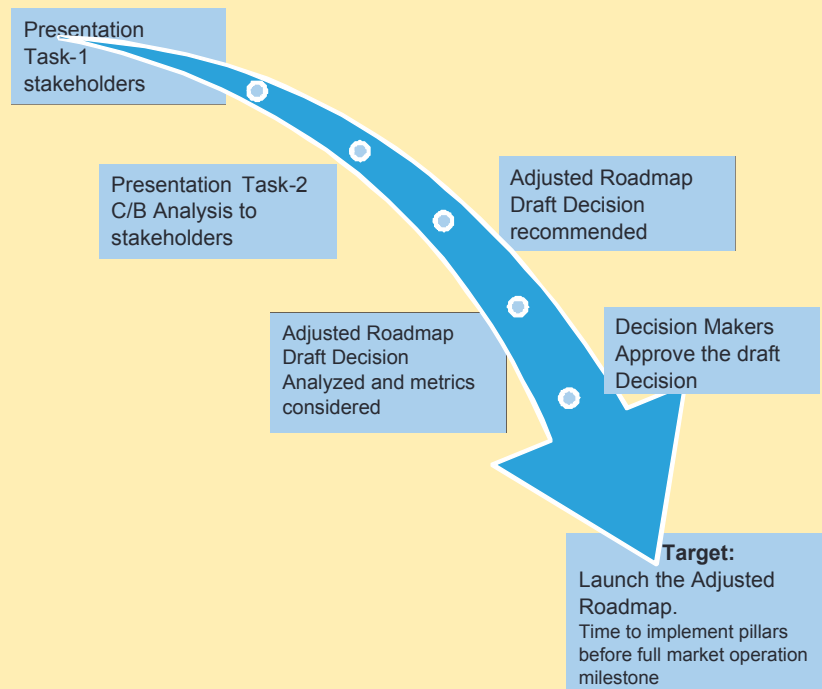 Presentation
Task-1
stakeholders
Presentation Task-2
C/B Analysis to
stakeholders
Adjusted Roadmap
Draft Decision
recommended
Adjusted Roadmap
Draft Decision
Analyzed and metrics
considered
Decision Makers
Approve the draft
Decision
Target:
Launch the Adjusted
Roadmap.
Time to implement pillars
before full market operation
milestone